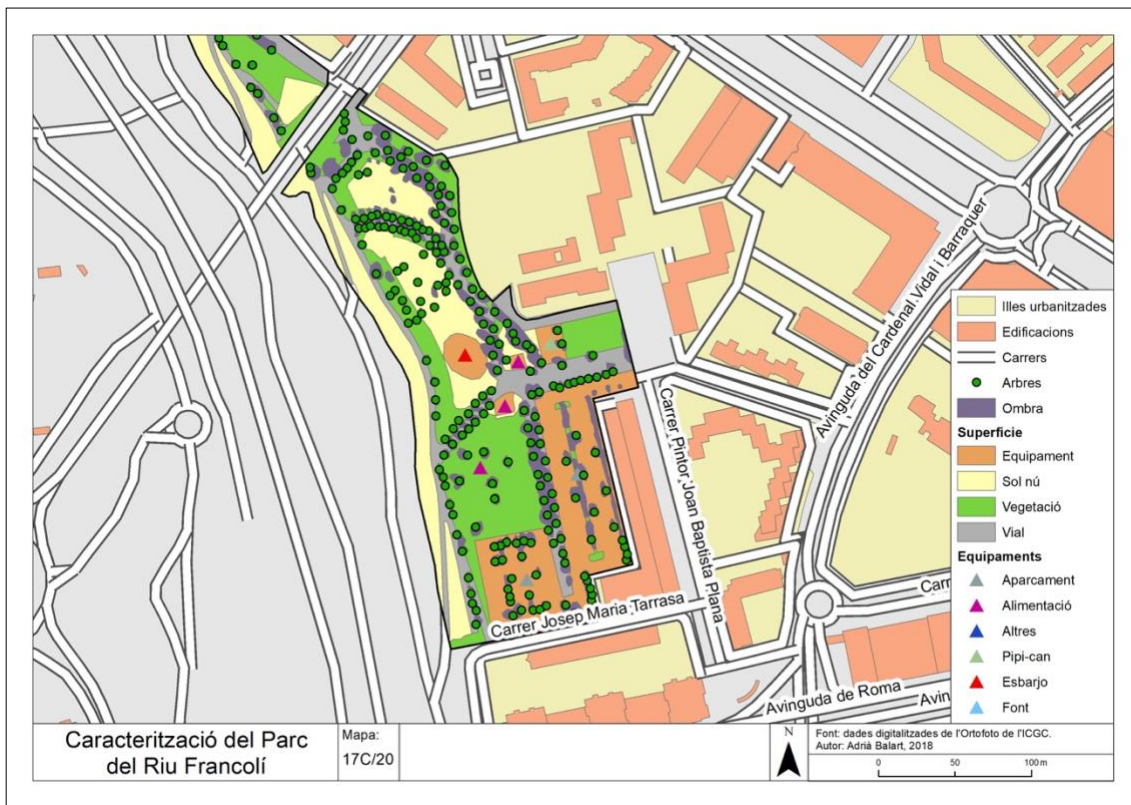 Avinguda del Cardenal Vidal i Barraquer
Carrer Pintor Joan Baptista Plana
Carrer Josep Maria Tarrasa
Avinguda de Roma
Carr
Avin
Illes urbanitzades
Edificacions
Carrers
Arbres
Ombra
Superfície
Equipament
Sol nú
Vegetació
Vial
Equipaments
Aparcament
Alimentació
Altres
Pipi-can
Esbarjo
Font
Caracterització del Parc
del Riu Francolí
Mapa:
17C/20
N
Font: dades digitalitzades de l'Ortofoto de l'ICGC.
Autor: Adrià Balart, 2018
0 50 100 m